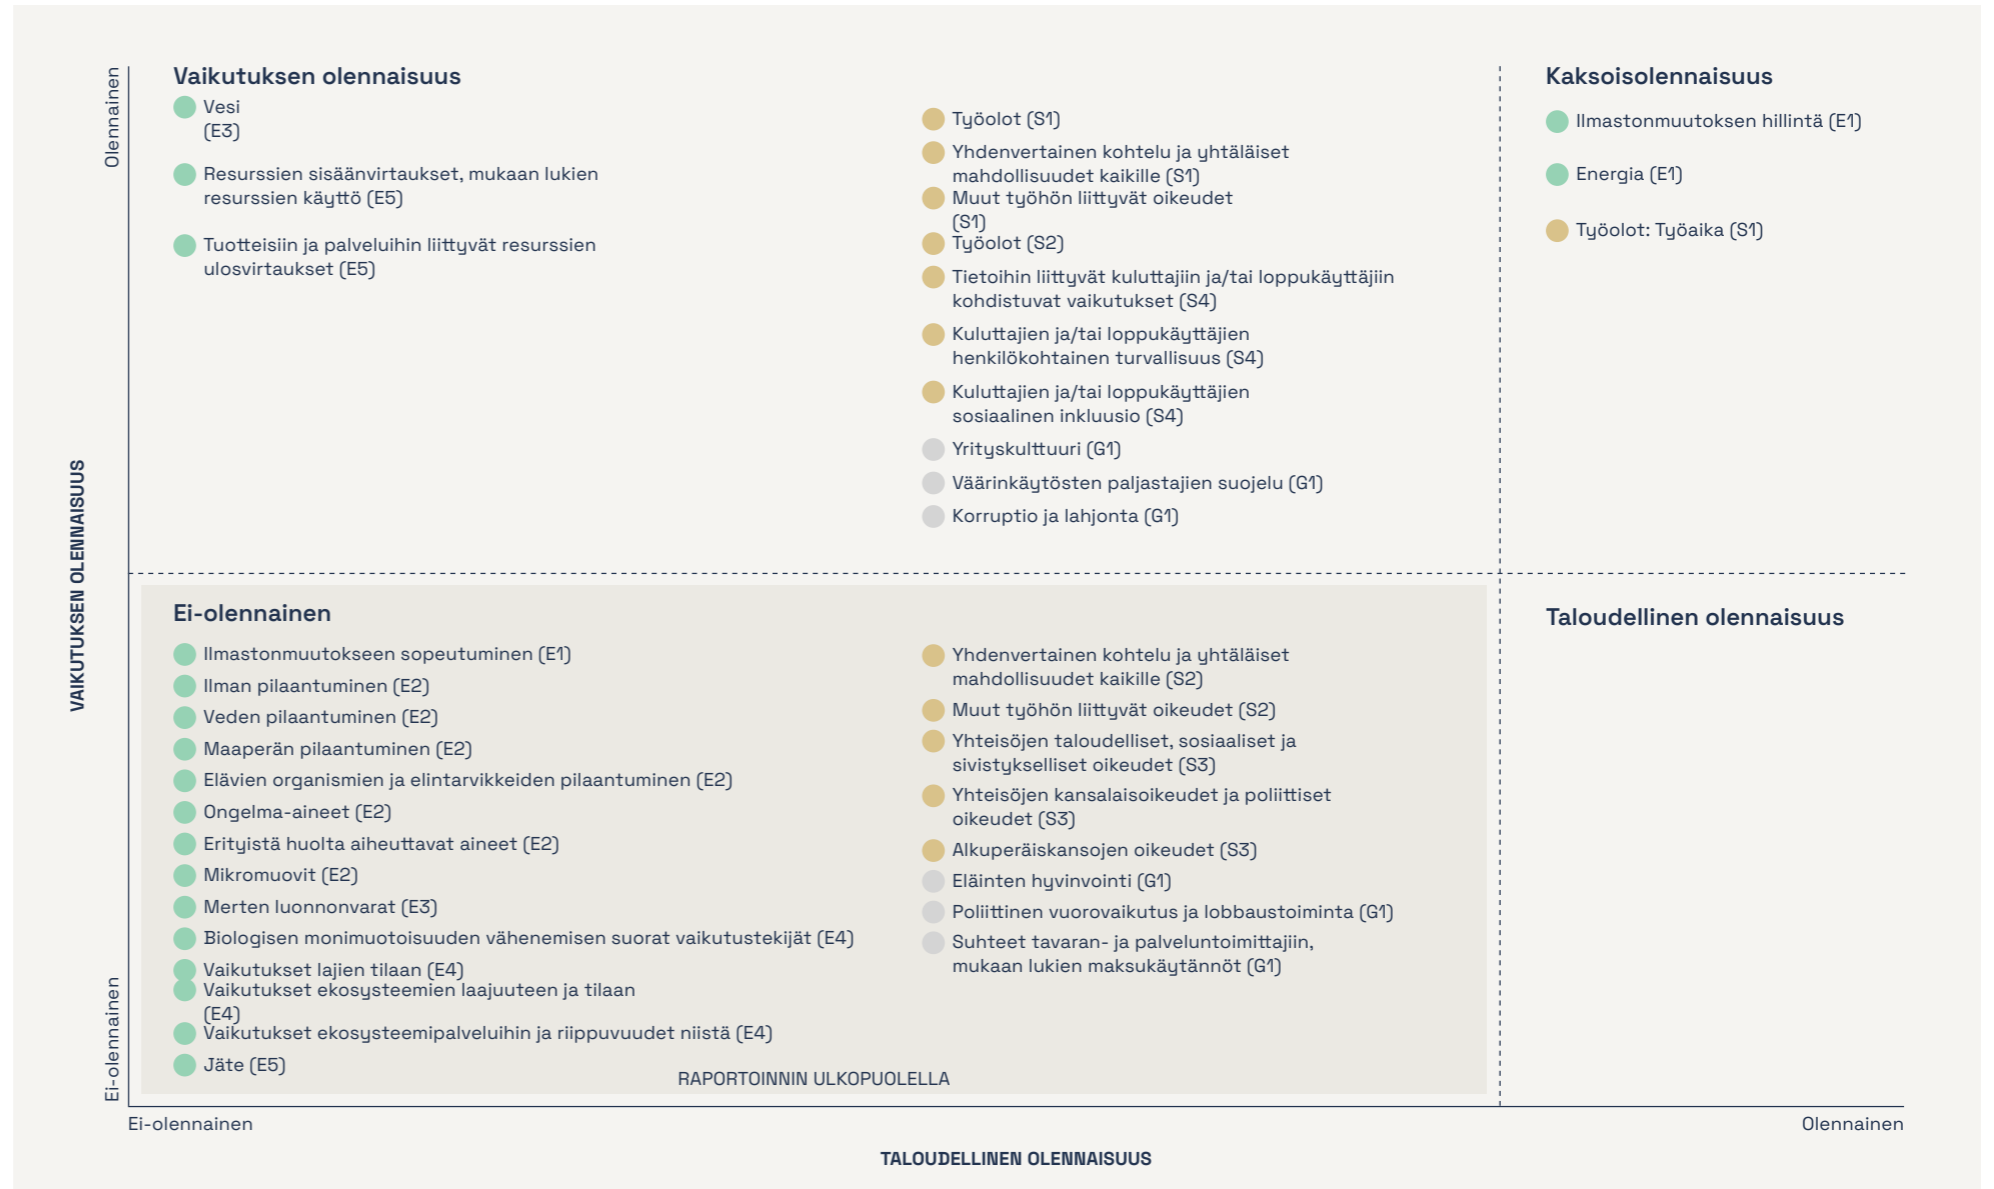 VAIKUTUKSEN OLENNAISUUS
Olennainen
Ei-olennainen
Vaikutuksen olennaisuus
Vesi
(E3)
Resurssien sisäänvirtaukset, mukaan lukien
resurssien käyttö (E5)
Tuotteisiin ja palveluihin liittyvät resurssien
ulosvirtaukset (E5)
Työolot (S1)
Yhdenvertainen kohtelu ja yhtäläiset
mahdollisuudet kaikille (S1)
Muut työhön liittyvät oikeudet
(S1)
Työolot (S2)
Tietoihin liittyvät kuluttajiin ja/tai loppukäyttäjiin
kohdistuvat vaikutukset (S4)
Kuluttajien ja/tai loppukäyttäjien
henkilökohtainen turvallisuus (S4)
Kuluttajien ja/tai loppukäyttäjien
sosiaalinen inkluusio (S4)
Yrityskulttuuri (G1)
Väärinkäytösten paljastajien suojelu (G1)
Korruptio ja lahjonta (G1)
Kaksoisolennaisuus
Ilmastonmuutoksen hillintä (E1)
Energia (E1)
Työolot: Työaika (S1)
Ei-olennainen
Ilmastonmuutokseen sopeutuminen (E1)
Ilman pilaantuminen (E2)
Veden pilaantuminen (E2)
Maaperän pilaantuminen (E2)
Elävien organismien ja elintarvikkeiden pilaantuminen (E2)
Ongelma-aineet (E2)
Erityistä huolta aiheuttavat aineet (E2)
Mikromuovit (E2)
Merten luonnonvarat (E3)
Biologisen monimuotoisuuden vähenemisen suorat vaikutustekijät (E4)
Vaikutukset lajien tilaan (E4)
Vaikutukset ekosysteemien laajuuteen ja tilaan
(E4)
Vaikutukset ekosysteemipalveluihin ja riippuvuudet niistä (E4)
Jäte (E5)
Yhdenvertainen kohtelu ja yhtäläiset
mahdollisuudet kaikille (S2)
Muut työhön liittyvät oikeudet (S2)
Yhteisöjen taloudelliset, sosiaaliset ja
sivistykselliset oikeudet (S3)
Yhteisöjen kansalaisoikeudet ja poliittiset
oikeudet (S3)
Alkuperäiskansojen oikeudet (S3)
Eläinten hyvinvointi (G1)
Poliittinen vuorovaikutus ja lobbaustoiminta (G1)
Suhteet tavaran- ja palveluntoimittajiin,
mukaan lukien maksukäytännöt (G1)
RAPORTOINNIN ULKOPUOLELLA
Taloudellinen olennaisuus
Ei-olennainen
Olennainen
TALOUDELLINEN OLENNAISUUS